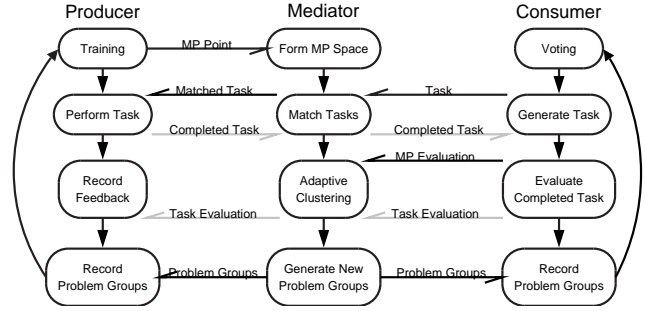 Producer
Mediator
Consumer
Training
MP Point
Form MP Space
Voting
Matched Task
Task
Perform Task
Match Tasks
Generate Task
Completed Task
Completed Task
MP Evaluation
Record
Feedback
Adaptive
Clustering
Evaluate
Completed Task
Task Evaluation
Task Evaluation
Record
Problem Groups
Problem Groups
Generate New
Problem Groups
Problem Groups
Record
Problem Groups